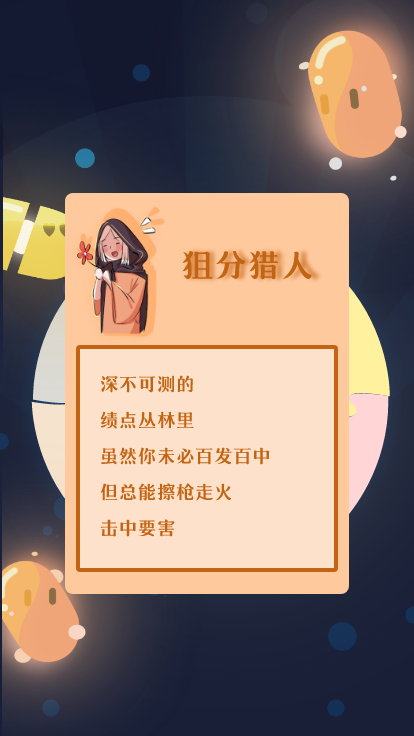 狙分猎人
深不可测的
绩点丛林里
虽然你未必百发百中
但总能擦枪走火
击中要害